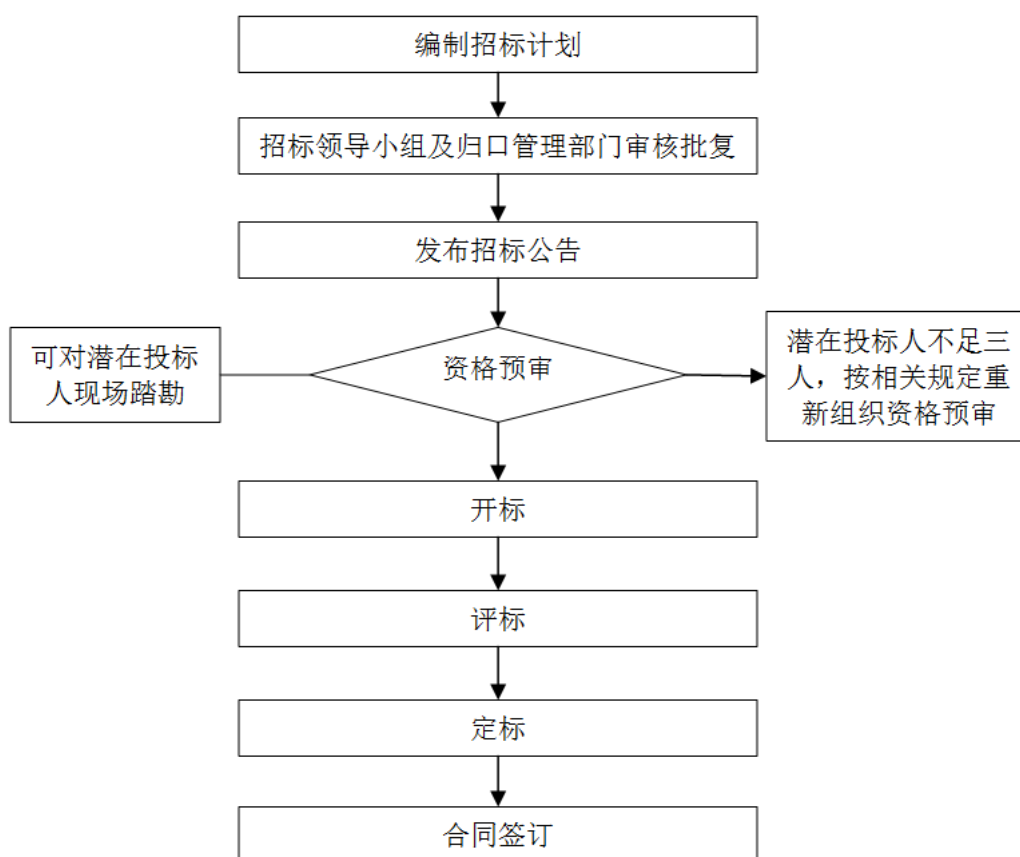 编制招标计划
招标领导小组及归口管理部门审核批复
发布招标公告
可对潜在投标
人现场踏勘
资格预审
潜在投标人不足三
人，按相关规定重
新组织资格预审
开标
评标
定标
合同签订